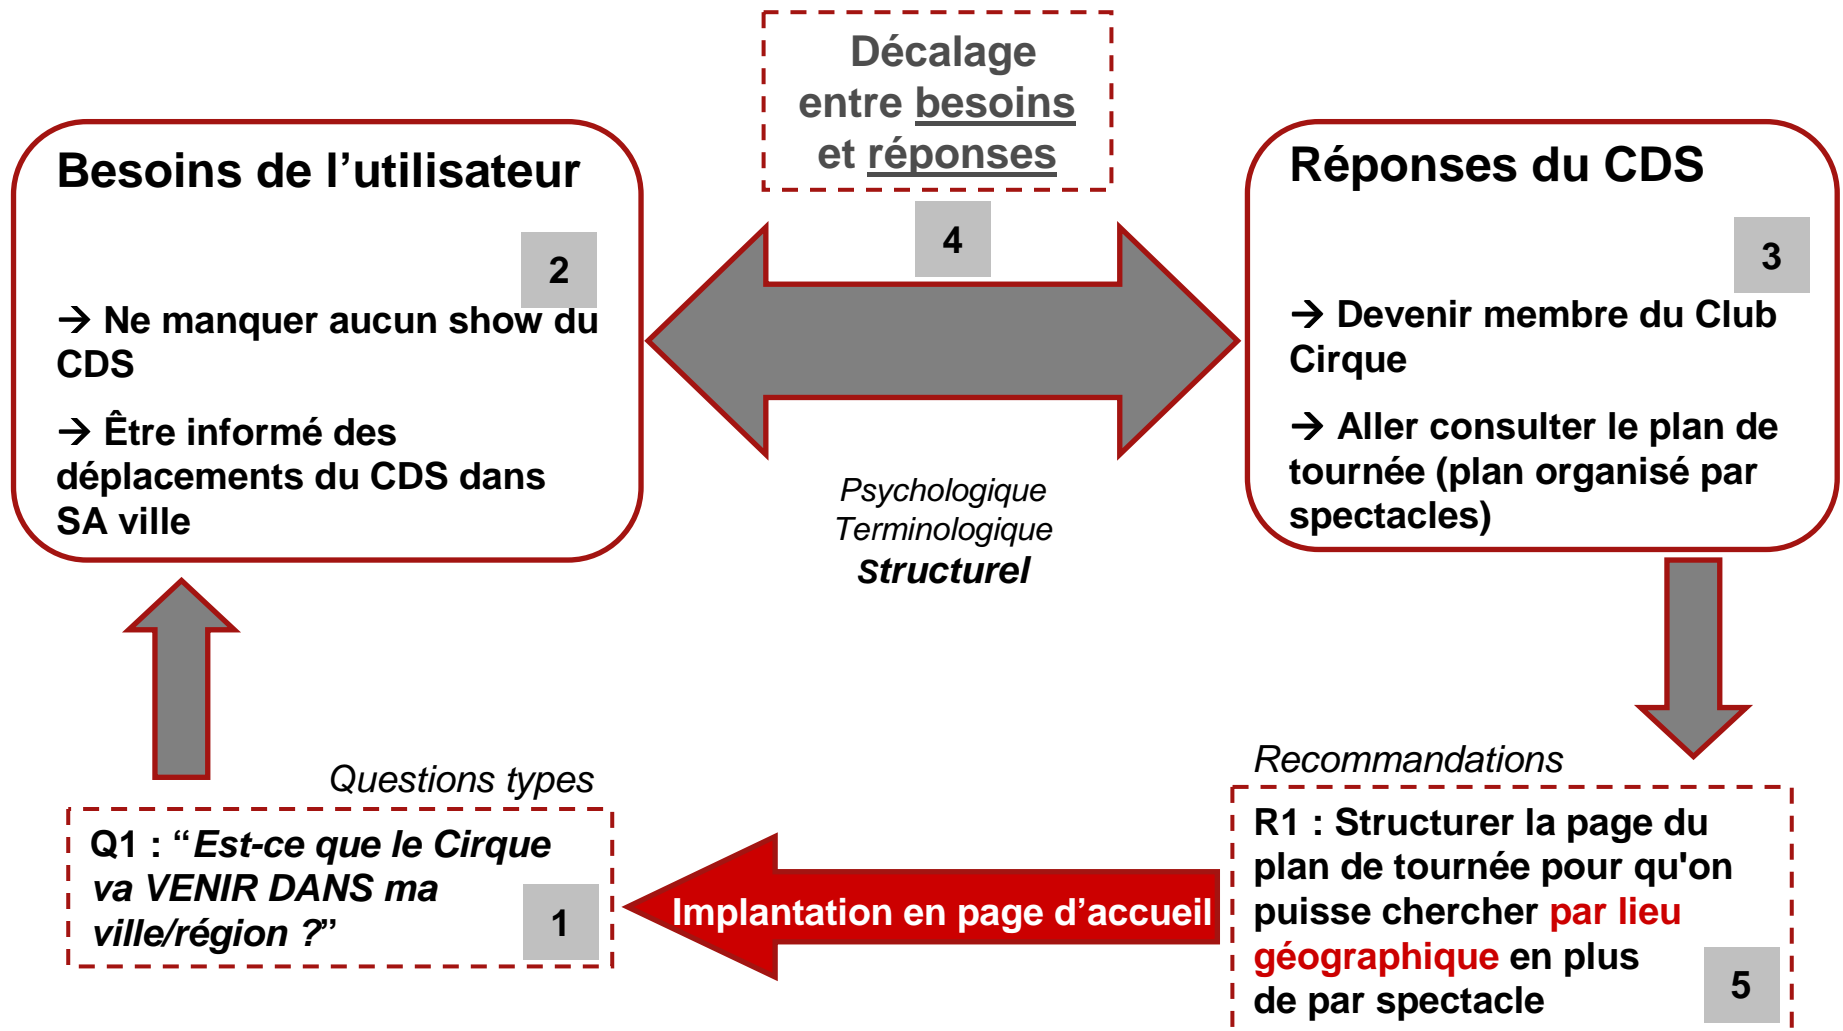 Décalage
entre besoins
et réponses
Besoins de l’utilisateur
2
→ Ne manquer aucun show du
CDS
→ Être informé des
déplacements du CDS dans
SA ville
4
Psychologique
Terminologique
Structurel
Réponses du CDS
3
→ Devenir membre du Club
Cirque
→ Aller consulter le plan de
tournée (plan organisé par
spectacles)
Questions types
Q1 : “Est-ce que le Cirque
va VENIR DANS ma
ville/région ?”
1
Implantation en page d’accueil
Recommandations
R1 : Structurer la page du
plan de tournée pour qu'on
puisse chercher par lieu
géographique en plus
de par spectacle
5